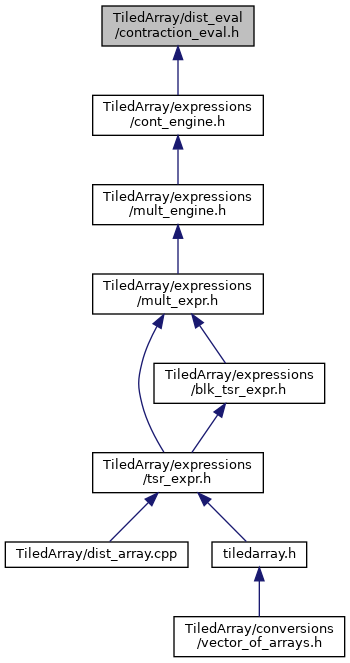 TiledArray/dist_eval
/contraction_eval.h
TiledArray/expressions
/cont_engine.h
TiledArray/expressions
/mult_engine.h
TiledArray/expressions
/mult_expr.h
TiledArray/expressions
/blk_tsr_expr.h
TiledArray/expressions
/tsr_expr.h
TiledArray/dist_array.cpp
tiledarray.h
TiledArray/conversions
/vector_of_arrays.h